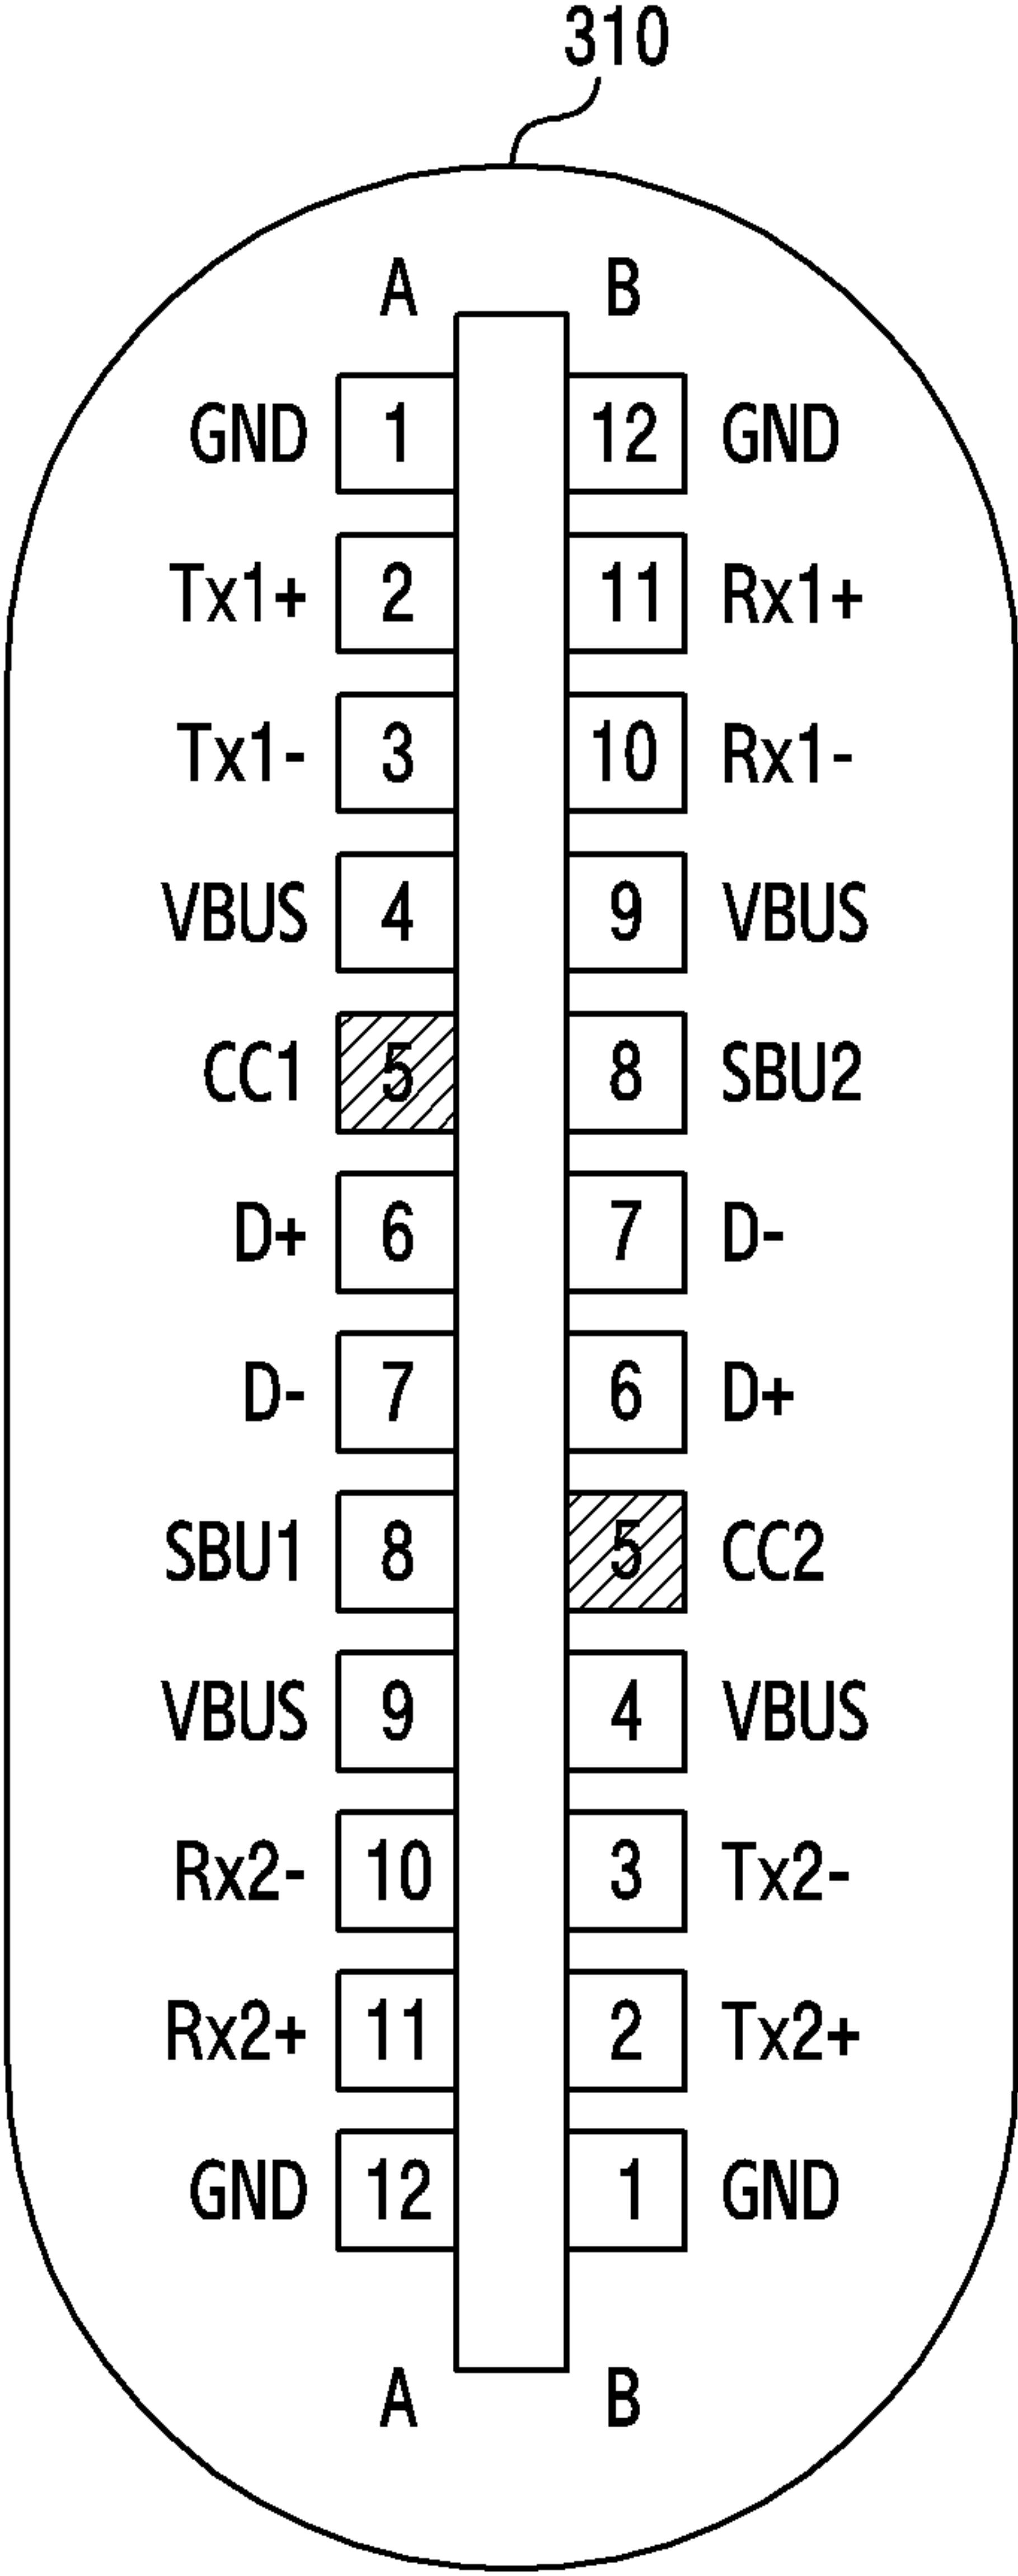 310
A B
GND 1 12 GND
Tx1+ 2 11 Rx1+
Tx1- 3 10 Rx1-
VBUS 4 9 VBUS
CC1 5 8 SBU2
D+ 6 7 D-
D- 7 6 D+
SBU1 8 5 CC2
VBUS 9 4 VBUS
Rx2- 10 3 Tx2-
Rx2+ 11 2 Tx2+
GND 12 1 GND
A B